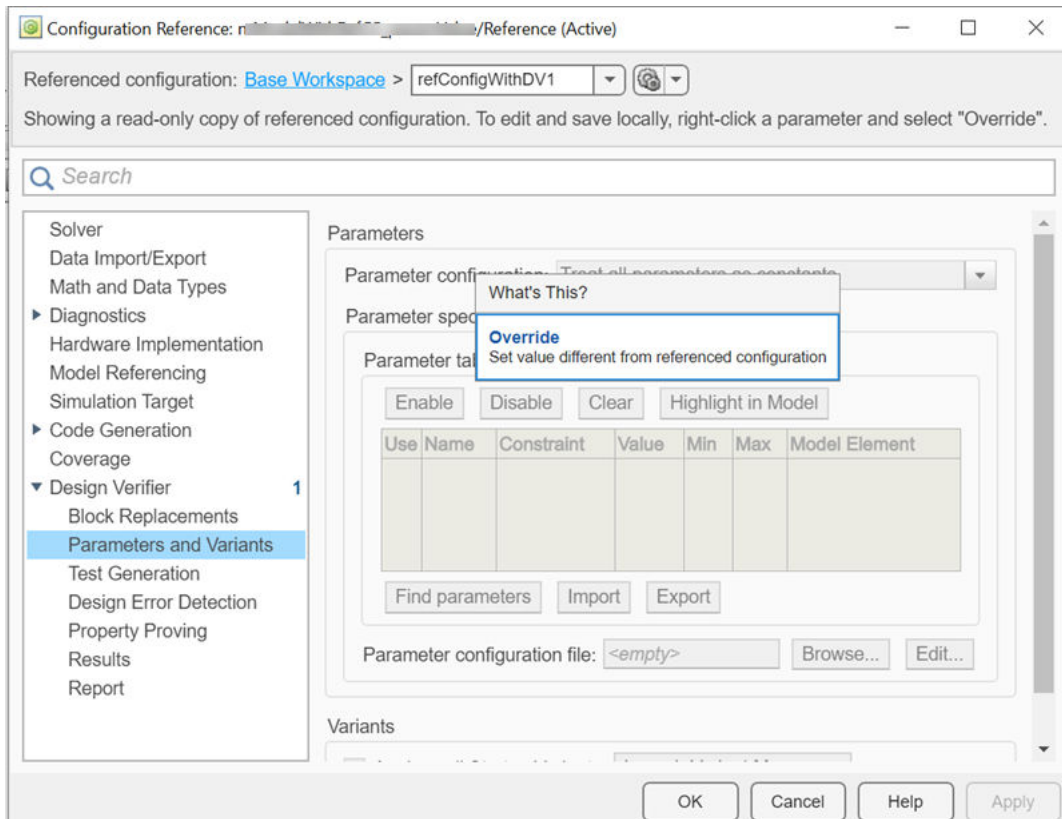 Configuration Reference: /Reference (Active)
Referenced configuration: Base Workspace > refConfigWithDV1
Showing a read-only copy of referenced configuration. To edit and save locally, right-click a parameter and select "Override".
Search
Solver
Data Import/Export
Math and Data Types
Diagnostics
Hardware Implementation
Model Referencing
Simulation Target
Code Generation
Coverage
Design Verifier 1
Block Replacements
Parameters and Variants
Test Generation
Design Error Detection
Property Proving
Results
Report
Parameters
Parameter Treat all parameters as constants
What's This?
Parameter
Override
Set value different from referenced configuration
Parameter
Enable Disable Clear Highlight in Model
Use Name Constraint Value Min Max Model Element
Find parameters Import Export
Parameter configuration file: <empty> Browse... Edit...
Variants
OK Cancel Help Apply